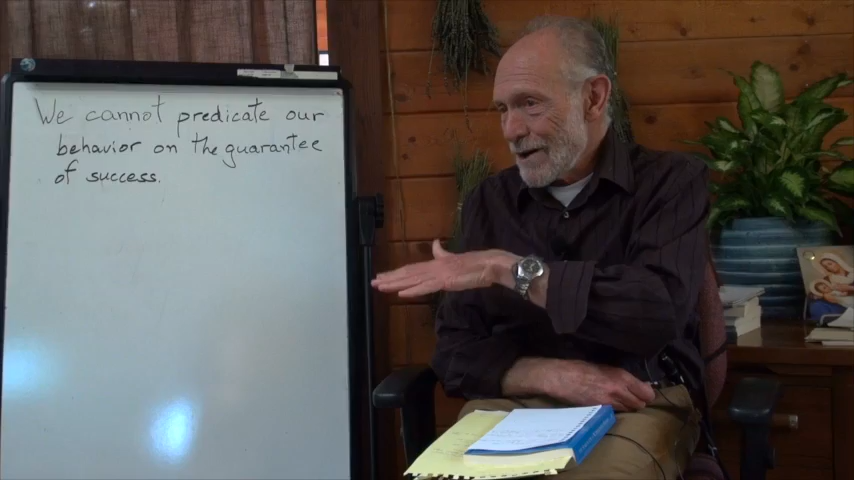 We cannot predicate our
behavior on the guarantee
of success.